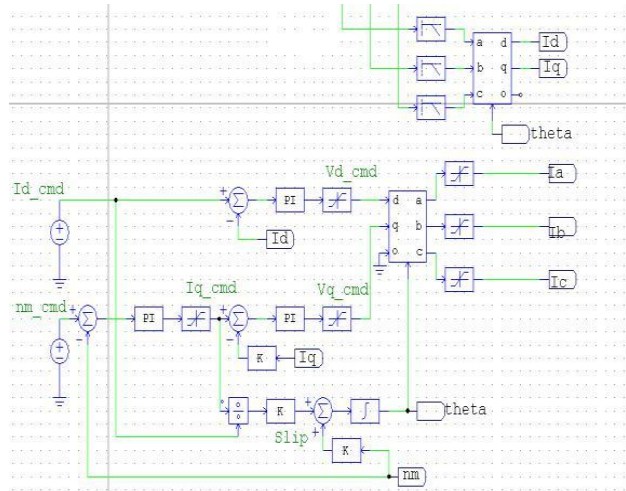 a d Id
b q Iq
c o
theta
Vd_cmd
Id_cmd
PI
d a Ia
q b Ib
o c Ic
Id
Iq_cmd
Vq_cmd
nm_cmd
PI
PI
K
Iq
K
theta
Slip
K
nm